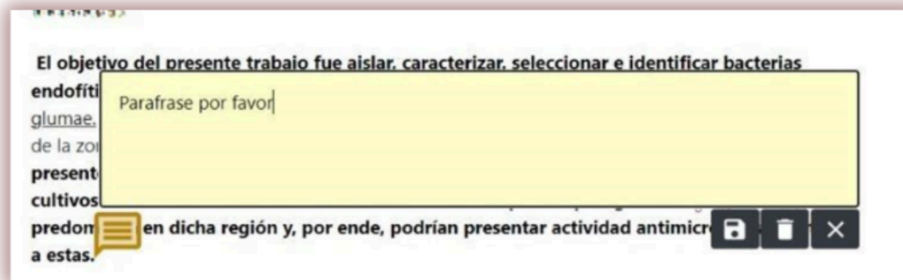 El objetivo del presente trabajo fue aislar, caracterizar, seleccionar e identificar bacterias
endofíti
Parafrase por favor
glumae,
de la zo
present
cultivos
predom en dicha región y, por ende, podrían presentar actividad antimicr
a estas.